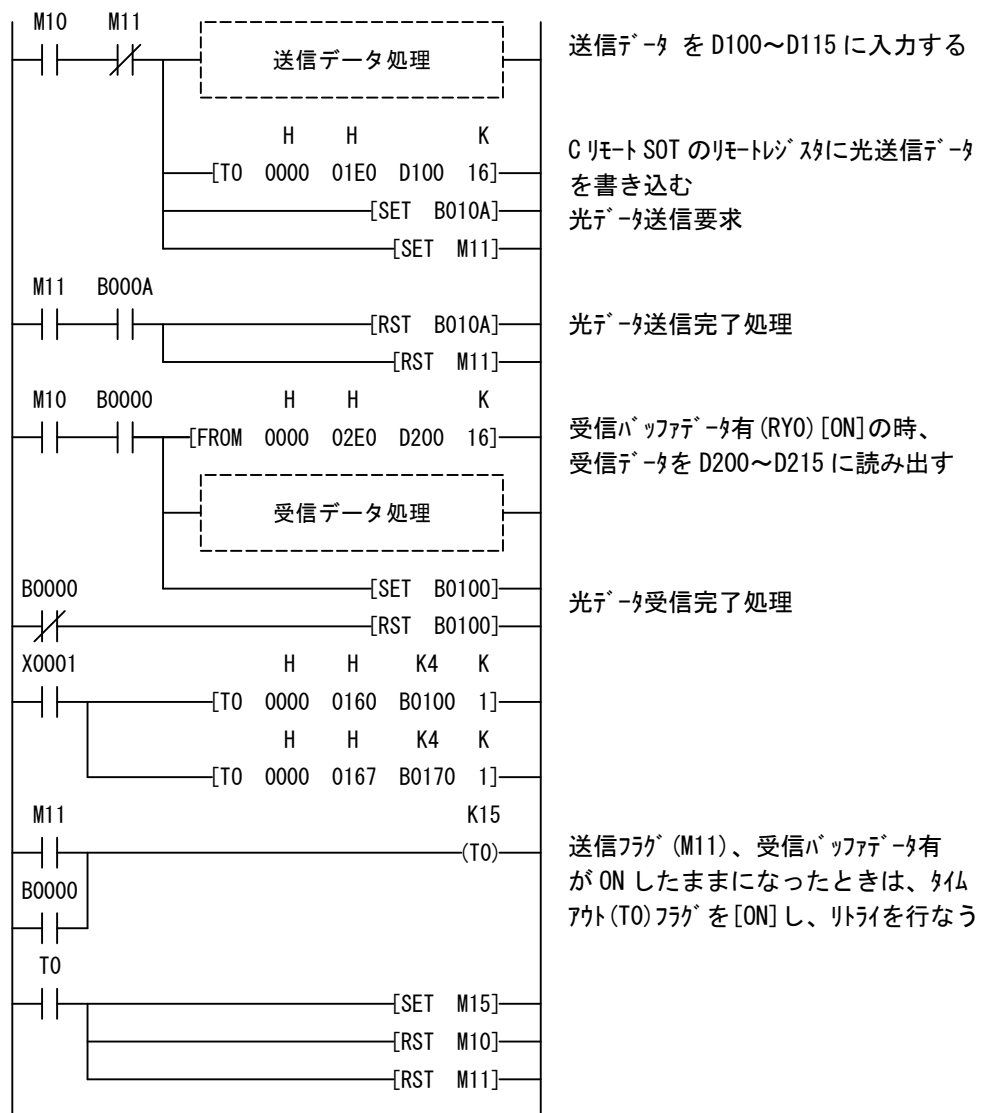 M10 M11
送信データ処理
送信ﾃﾞｰﾀ を D100～D115 に入力する
H H K
[TO 0000 01E0 D100 16]
C ﾘﾓｰﾄ SOT のﾘﾓｰﾄﾚｼﾞｽﾀに光送信ﾃﾞｰﾀ
を書き込む
[SET B010A]
光ﾃﾞｰﾀ送信要求
[SET M11]
M11 B000A
[RST B010A]
光ﾃﾞｰﾀ送信完了処理
[RST M11]
M10 B0000 H H K
[FROM 0000 02E0 D200 16]
受信ﾊﾞｯﾌｧﾃﾞｰﾀ有(RY0)[ON]の時、
受信ﾃﾞｰﾀを D200～D215 に読み出す
受信データ処理
[SET B0100]
B0000
光ﾃﾞｰﾀ受信完了処理
[RST B0100]
X0001 H H K4 K
[TO 0000 0160 B0100 1]
H H K4 K
[TO 0000 0167 B0170 1]
M11 K15
(T0)
送信ﾌﾗｸﾞ(M11)、受信ﾊﾞｯﾌｧﾃﾞｰﾀ有
が ON したままになったときは、ﾀｲﾑ
ｱｳﾄ(T0)ﾌﾗｸﾞを[ON]し、ﾘﾄﾗｲを行なう
B0000
T0
[SET M15]
[RST M10]
[RST M11]